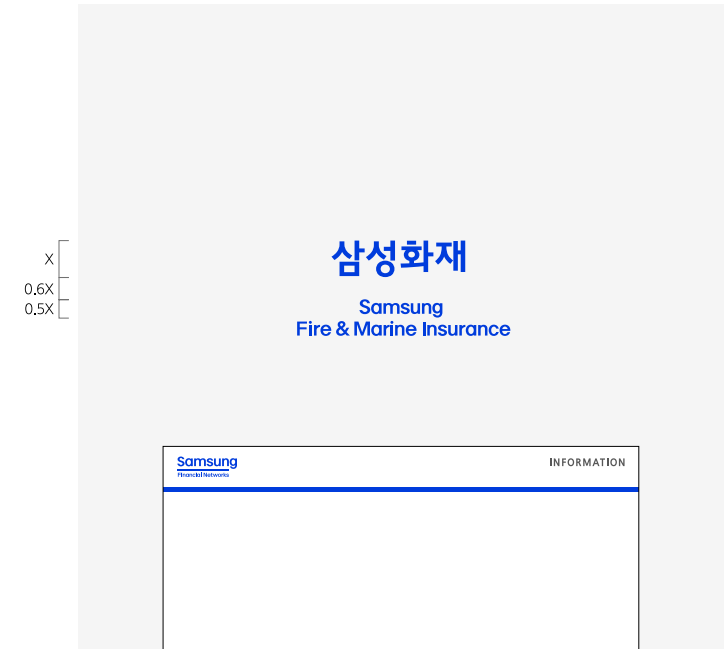 삼성화재
X
0.6X
0.5X
Samsung
Fire & Marine Insurance
Samsung
Financial Networks
INFORMATION